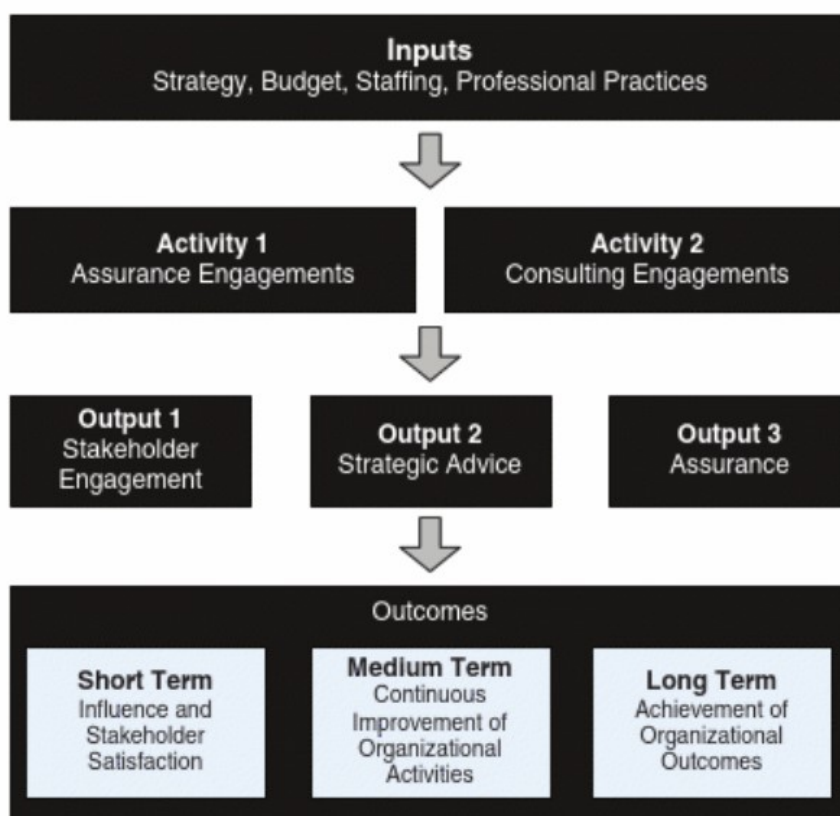 Inputs
Strategy, Budget, Staffing, Professional Practices
Activity 1
Assurance Engagements
Activity 2
Consulting Engagements
Output 1
Stakeholder
Engagement
Output 2
Strategic Advice
Output 3
Assurance
Outcomes
Short Term
Influence and
Stakeholder
Satisfaction
Medium Term
Continuous
Improvement of
Organizational
Activities
Long Term
Achievement of
Organizational
Outcomes